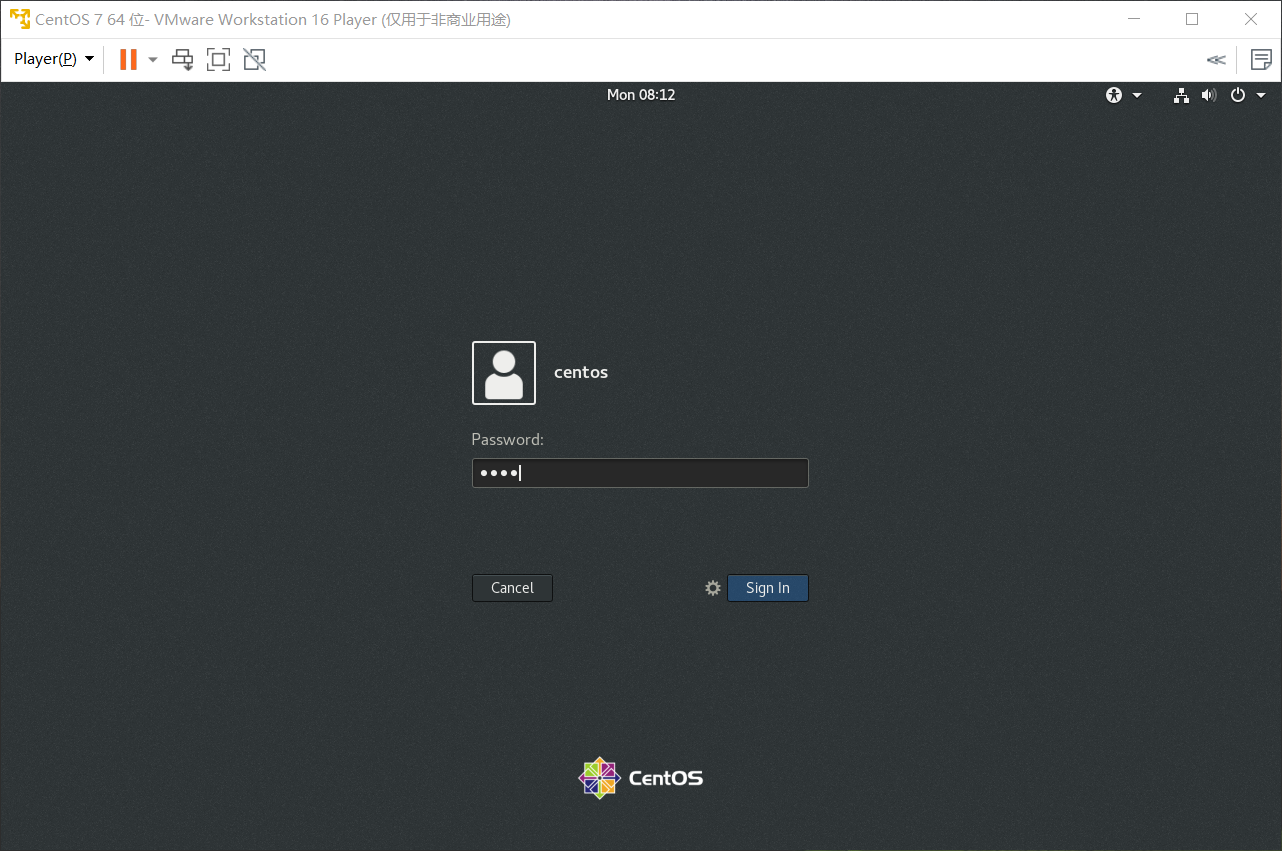 CentOS 7 64 位- VMware Workstation 16 Player (仅用于非商业用途)
Player(P)
Mon 08:12
centos
Password:
Cancel
Sign In
CentOS